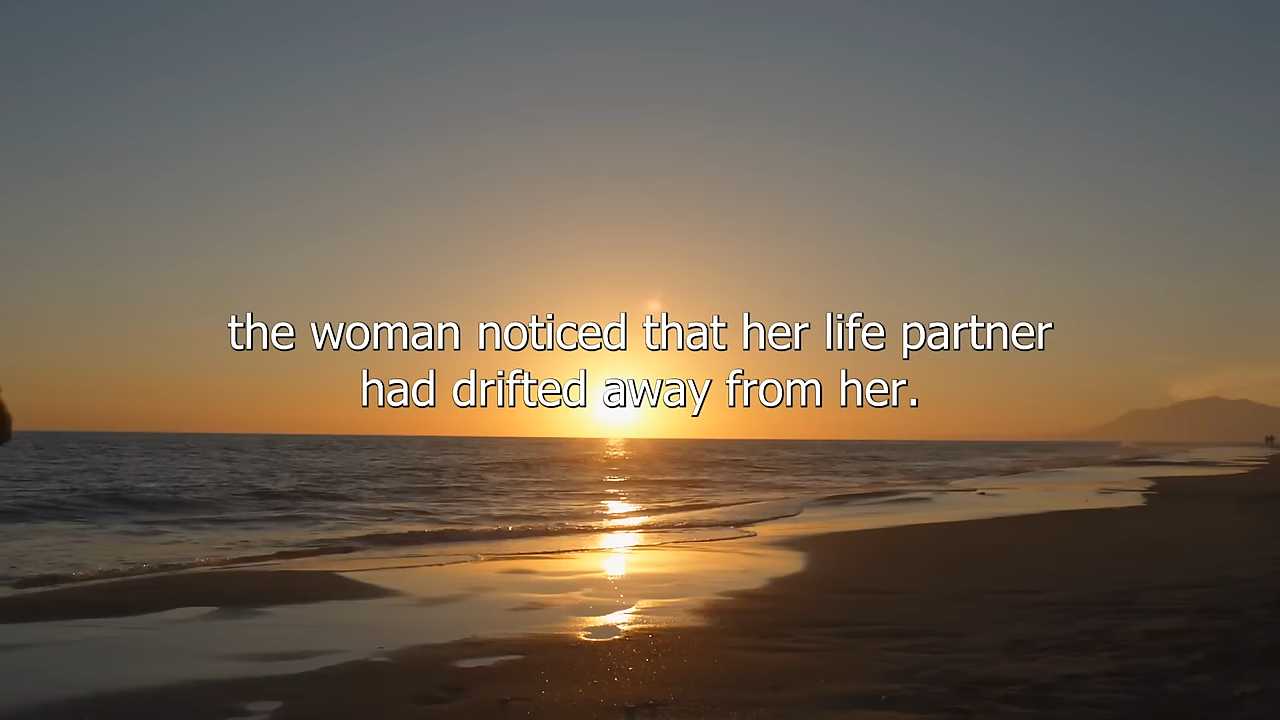 the woman noticed that her life partner
had drifted away from her.